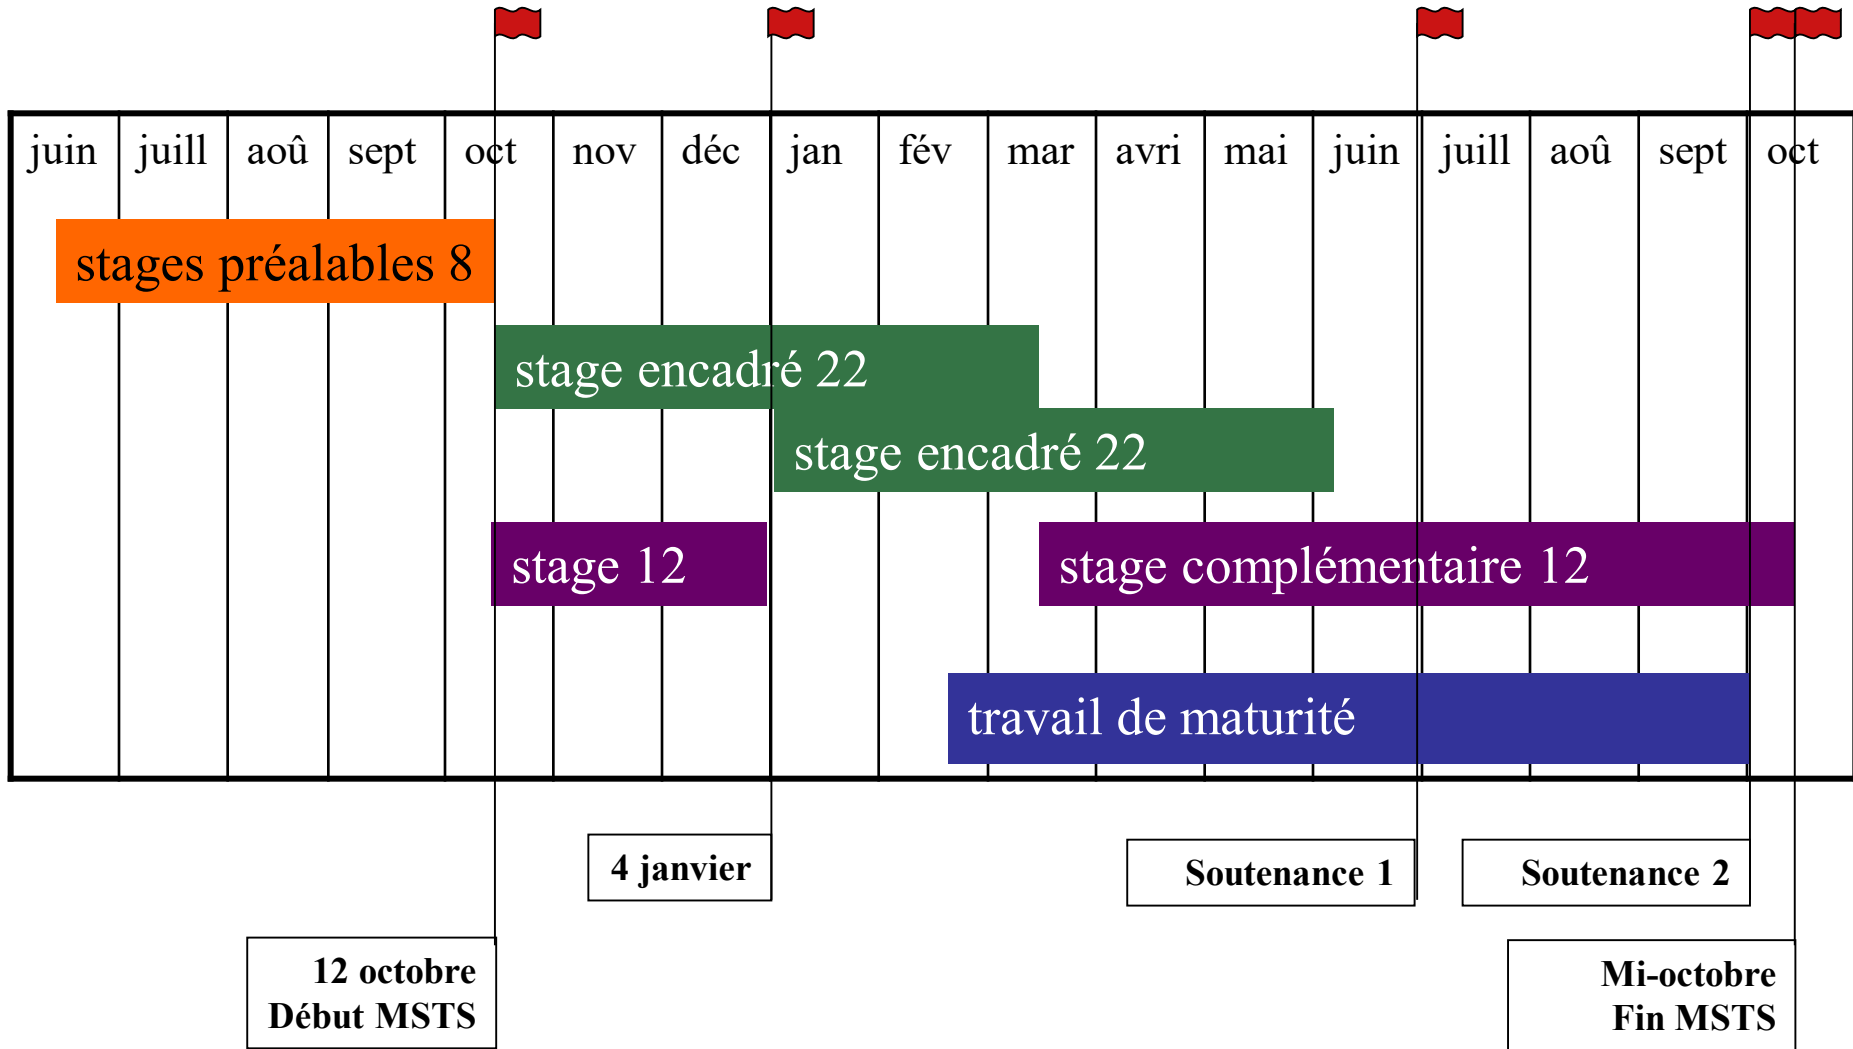 juin juill aoû sept oct nov déc jan fév mar avri mai juin juill aoû sept oct
stages préalables 8
stage encadré 22
stage encadré 22
stage 12
stage complémentaire 12
travail de maturité
4 janvier
Soutenance 1
Soutenance 2
12 octobre
Début MSTS
Mi-octobre
Fin MSTS